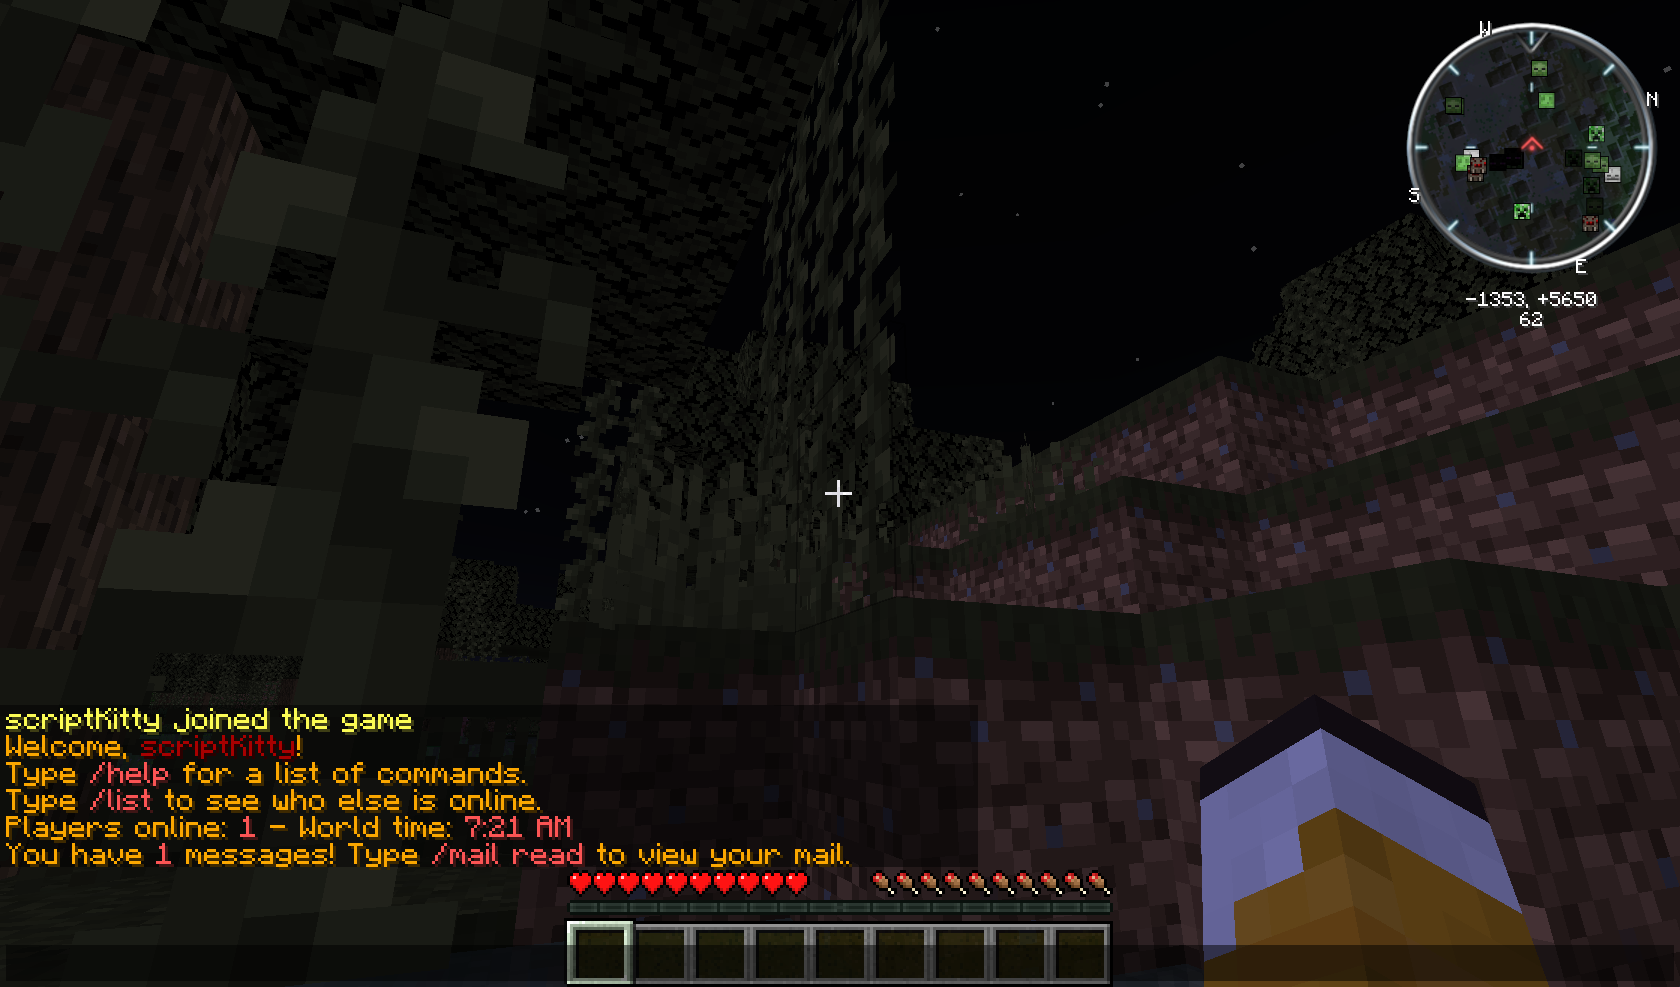 W
N
S
E
-1353, +5650
62
scriptKitty joined the game
Welcome, scriptKitty!
Type /help for a list of commands.
Type /list to see who else is online.
Players online: 1 - World time: 7:21 AM
You have 1 messages! Type /mail read to view your mail.